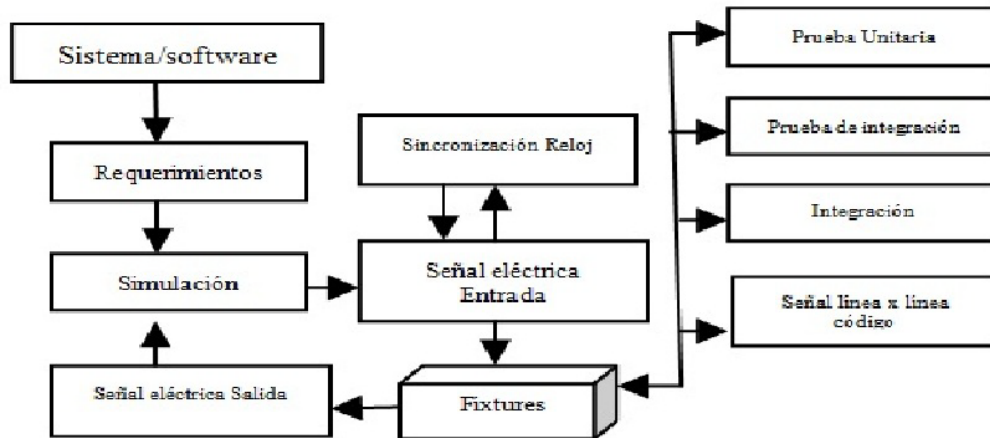 Sistema/software
Requerimientos
Simulación
Señal eléctrica Salida
Sincronización Reloj
Señal eléctrica
Entrada
Fixtures
Prueba Unitaria
Prueba de integración
Integración
Señal línea x línea
código